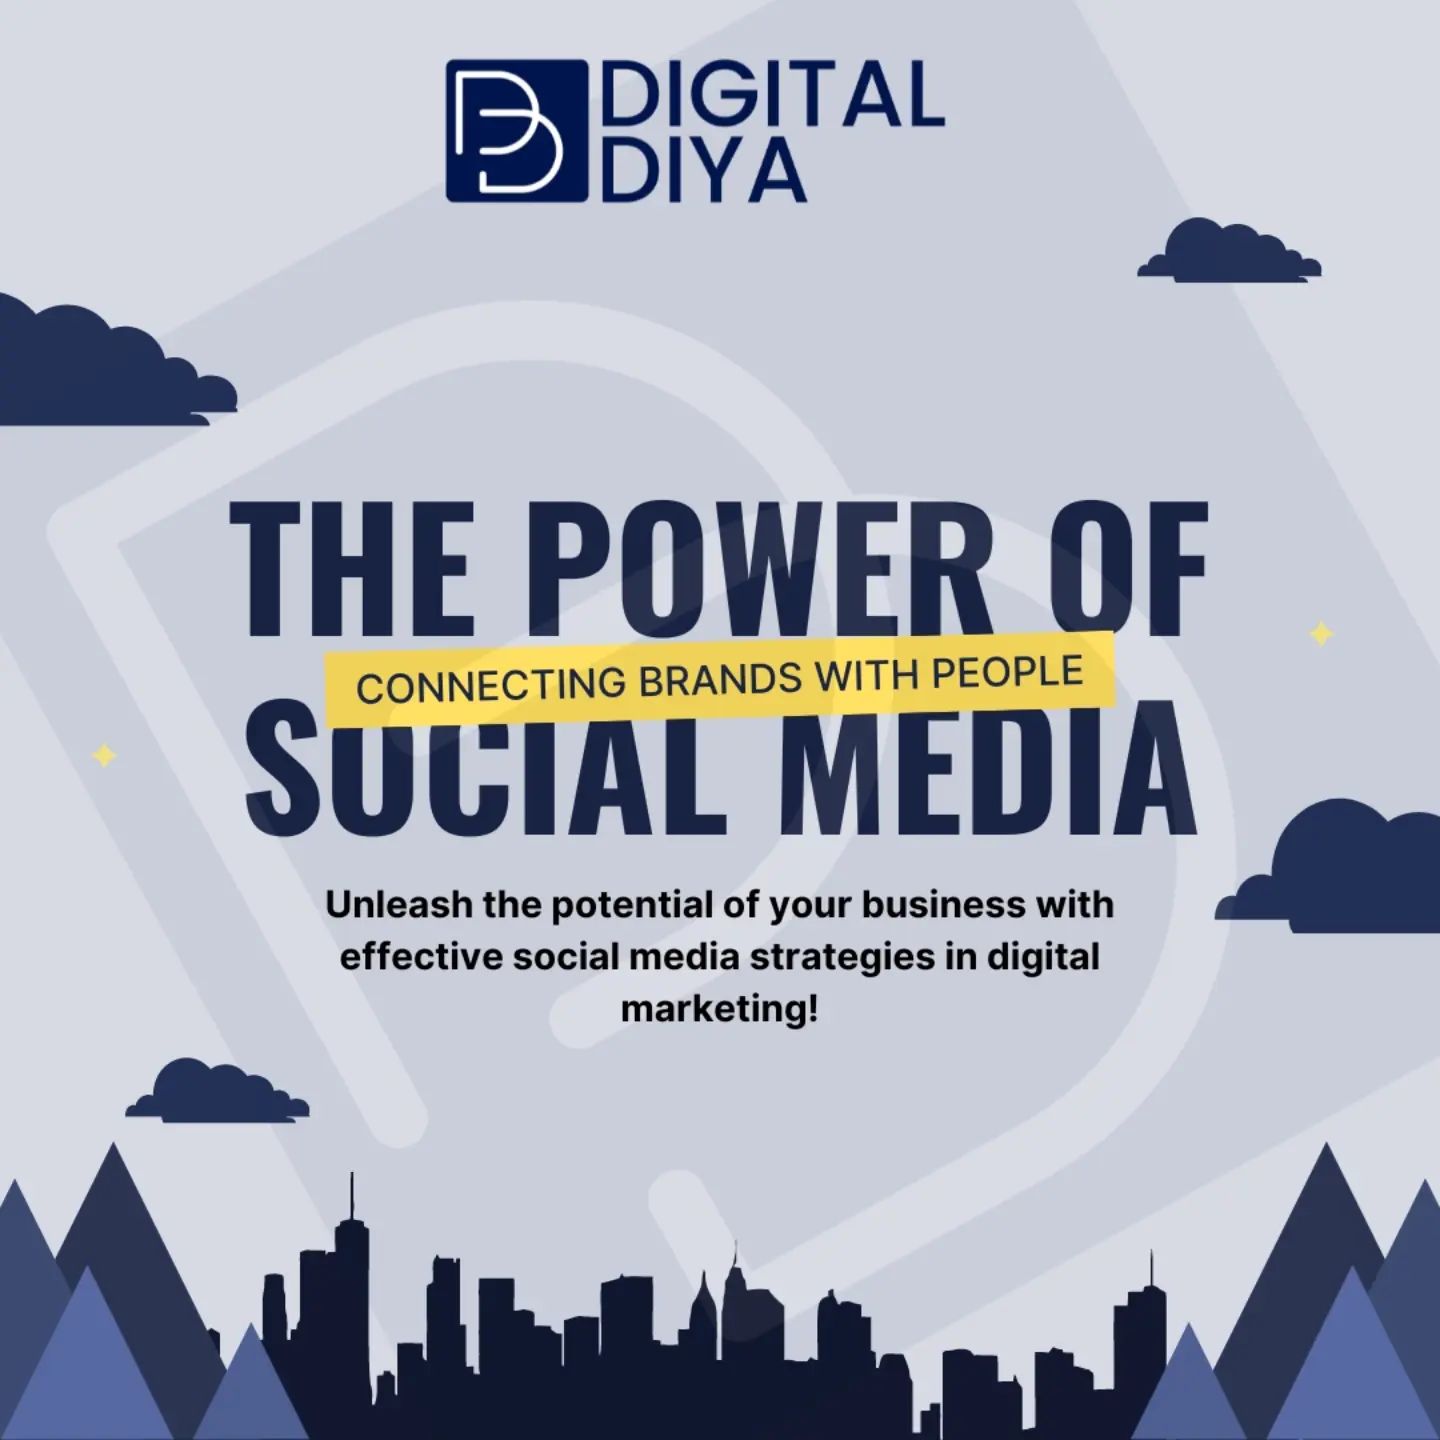 DIGITAL
DIYA
THE POWER OF
CONNECTING BRANDS WITH PEOPLE
SOCIAL MEDIA
Unleash the potential of your business with
effective social media strategies in digital
marketing!